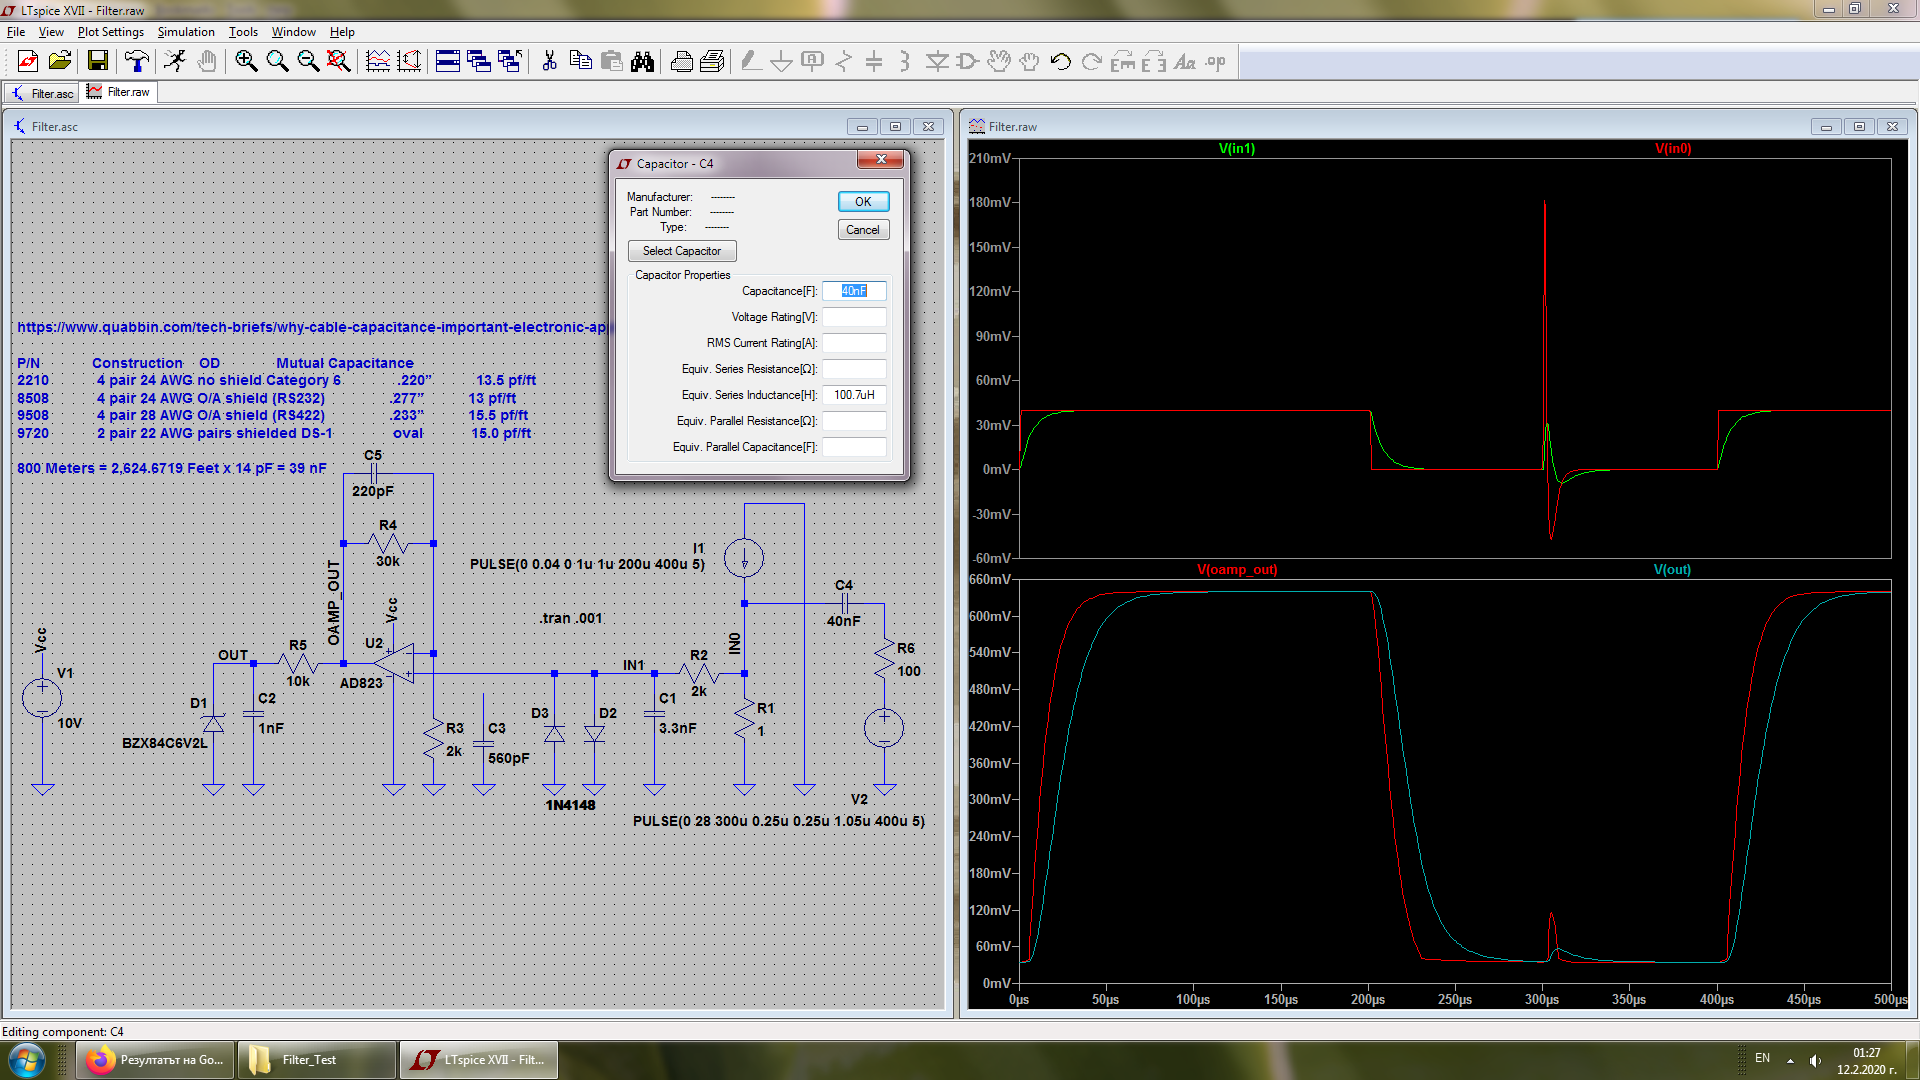 LTspice XVII - Filter.raw
File View Plot Settings Simulation Tools Window Help
Filter.asc Filter.raw
Filter.asc
https://www.quabbin.com/tech-briefs/why-cable-capacitance-important-electronic-ap
P/N Construction OD Mutual Capacitance
2210 4 pair 24 AWG no shield Category 6 .220” 13.5 pf/ft
8508 4 pair 24 AWG O/A shield (RS232) .277” 13 pf/ft
9508 4 pair 28 AWG O/A shield (RS422) .233” 15.5 pf/ft
9720 2 pair 22 AWG pairs shielded DS-1 oval 15.0 pf/ft
800 Meters = 2,624.6719 Feet x 14 pF = 39 nF
C5
220pF
R4
30k
OAMP_OUT
Vcc
U2
AD823
Vcc
V1
10V
OUT
R5
10k
D1
BZX84C6V2L
C2
1nF
R3
2k
C3
560pF
D3
D2
1N4148
IN1
C1
3.3nF
R2
2k
IN0
R1
1
I1
PULSE(0 0.04 0 1u 1u 200u 400u 5)
.tran .001
C4
40nF
R6
100
V2
PULSE(0 28 300u 0.25u 0.25u 1.05u 400u 5)
Capacitor - C4
Manufacturer: --------
Part Number: --------
Type: --------
OK
Cancel
Select Capacitor
Capacitor Properties
Capacitance[F]: 40nF
Voltage Rating[V]:
RMS Current Rating[A]:
Equiv. Series Resistance[Ω]:
Equiv. Series Inductance[H]: 100.7uH
Equiv. Parallel Resistance[Ω]:
Equiv. Parallel Capacitance[F]:
Filter.raw
V(in1) V(in0)
210mV
180mV
150mV
120mV
90mV
60mV
30mV
0mV
-30mV
-60mV
V(oamp_out) V(out)
660mV
600mV
540mV
480mV
420mV
360mV
300mV
240mV
180mV
120mV
60mV
0mV
0µs 50µs 100µs 150µs 200µs 250µs 300µs 350µs 400µs 450µs 500µs
Editing component: C4
Резултатът на Go... Filter_Test LTspice XVII - Filt...
EN
01:27
12.2.2020 г.